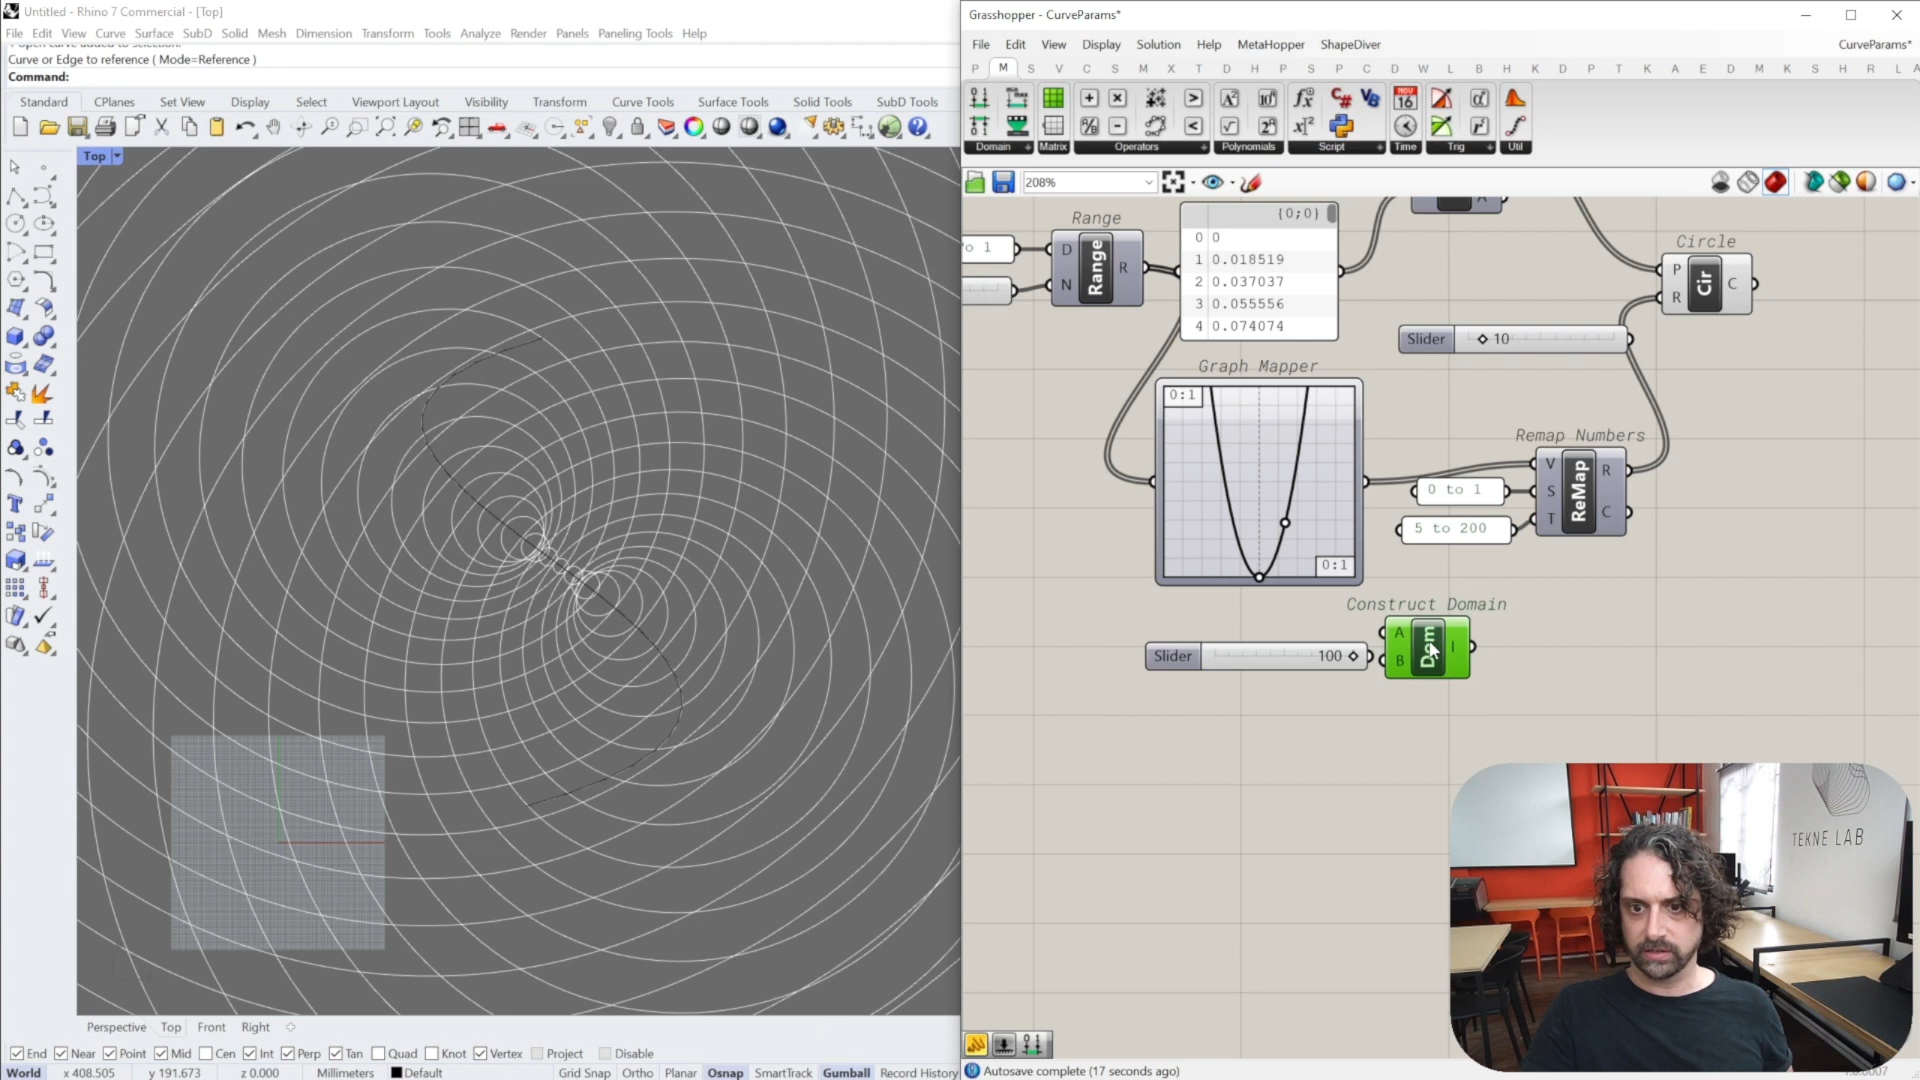 Untitled - Rhino 7 Commercial - [Top]
File Edit View Curve Surface SubD Solid Mesh Dimension Transform Tools Analyze Render Panels Paneling Tools Help
Curve or Edge to reference ( Mode=Reference )
Command:
Standard CPlanes Set View Display Select Viewport Layout Visibility Transform Curve Tools Surface Tools Solid Tools SubD Tools
Top
Perspective Top Front Right
End Near Point Mid Cen Int Perp Tan Quad Knot Vertex Project Disable
World x 408.505 y 191.673 z 0.000 Millimeters Default Grid Snap Ortho Planar Osnap SmartTrack Gumball Record History
Grasshopper - CurveParams*
File Edit View Display Solution Help MetaHopper ShapeDiver CurveParams*
P M S V C S M X T D H P S P C D W L B H K D P T K A E D M K S H R L A
Domain Matrix Operators Polynomials Script Time Trig Util
208%
Range
o 1
D
N
Range
R
{0;0}
0 0
1 0.018519
2 0.037037
3 0.055556
4 0.074074
A
Circle
P
R
Cir
C
Slider 10
Graph Mapper
0:1
0:1
Remap Numbers
V
S
T
ReMap
R
C
0 to 1
5 to 200
Construct Domain
A
B
Dom
I
Slider 100
TEKNE LAB
Autosave complete (17 seconds ago)